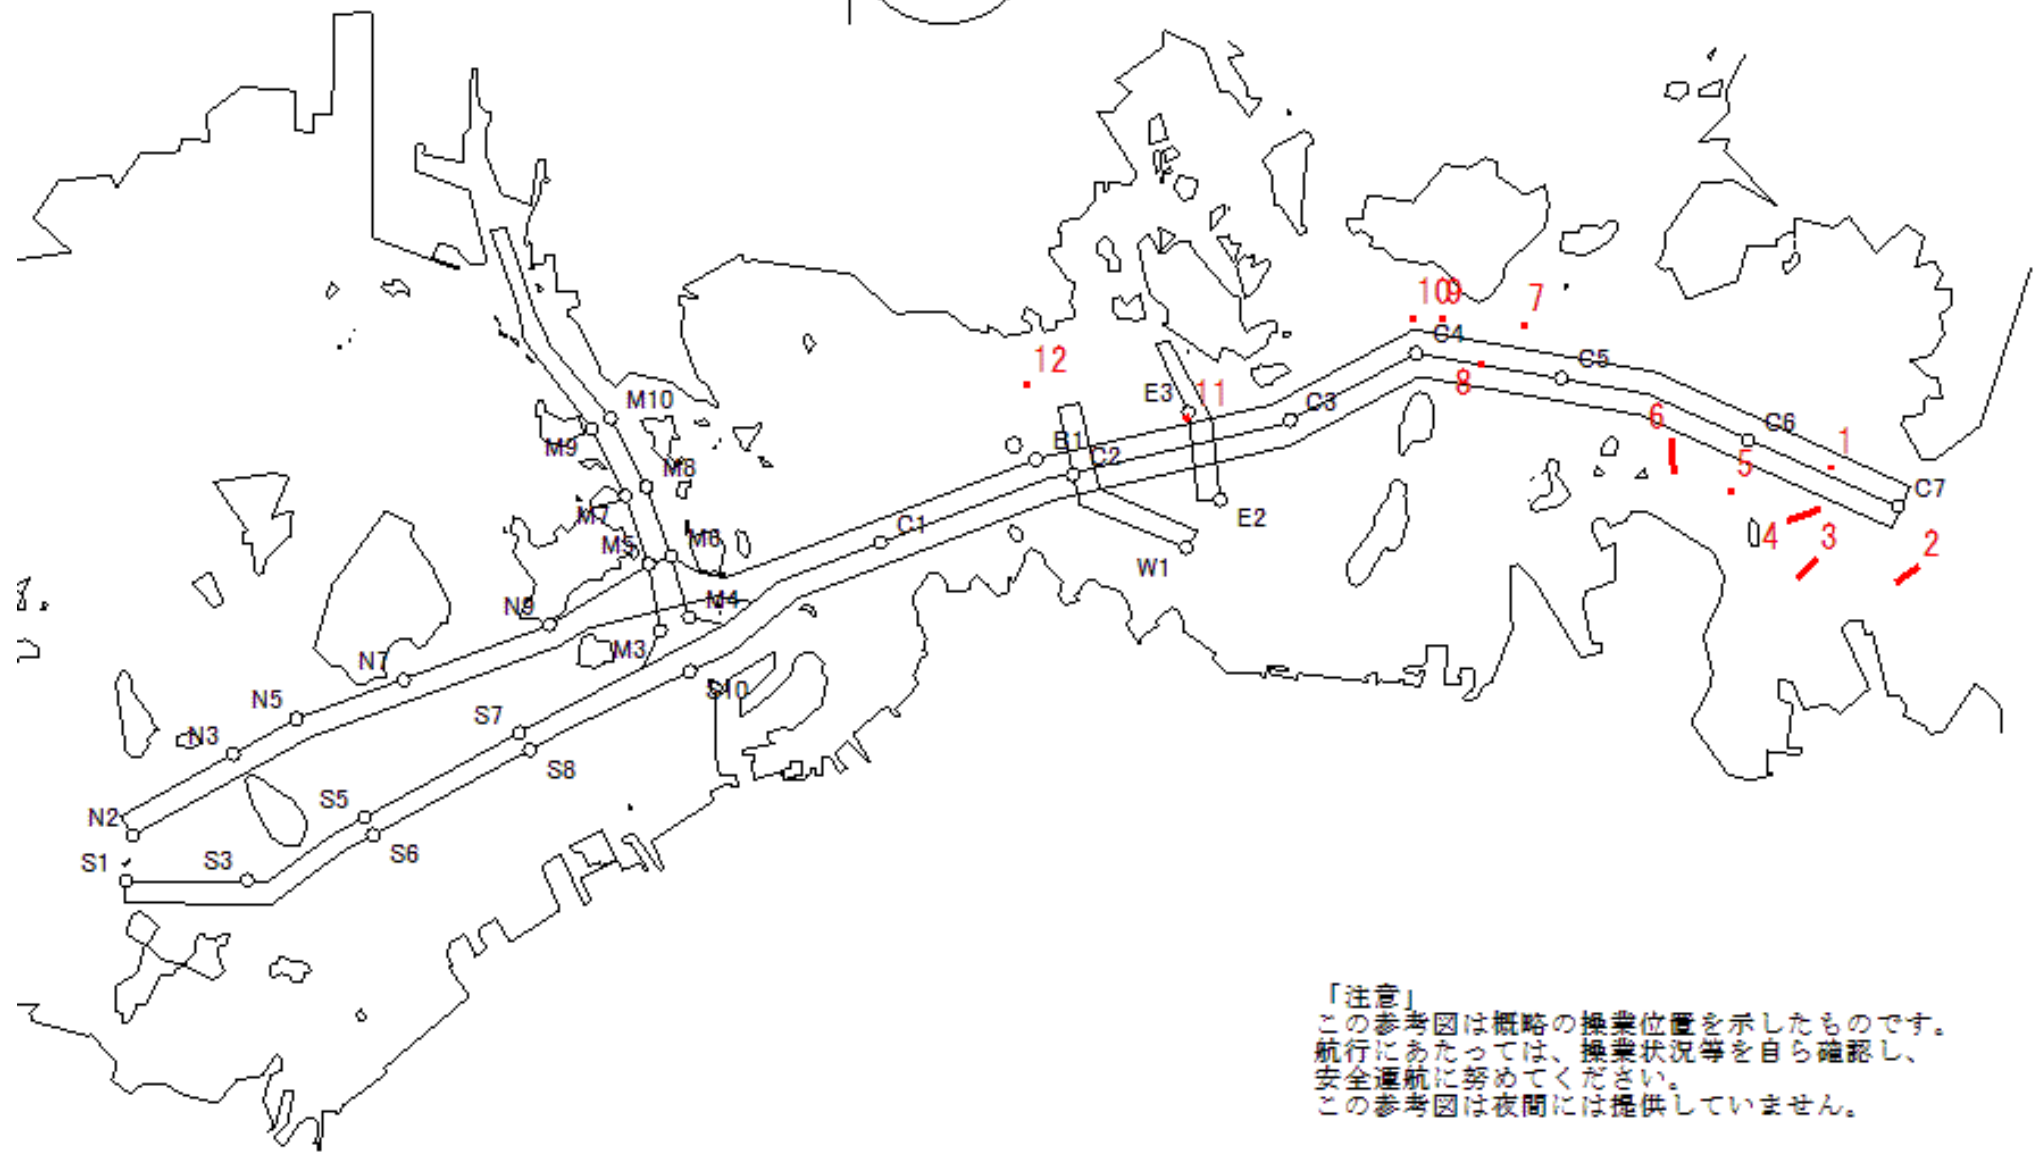 10
9
7
C4
12
C5
8
E3
11
M10
C3
6
C6
M9
B1
1
M8
C2
5
C7
M7
E2
C1
M5
M6
4
3
2
W1
N9
M4
M3
N7
S10
N5
S7
N3
S8
S5
N2
S6
S1
S3
「注意」
この参考図は概略の操業位置を示したものです。
航行にあたっては、操業状況等を自ら確認し、
安全運航に努めてください。
この参考図は夜間には提供していません。